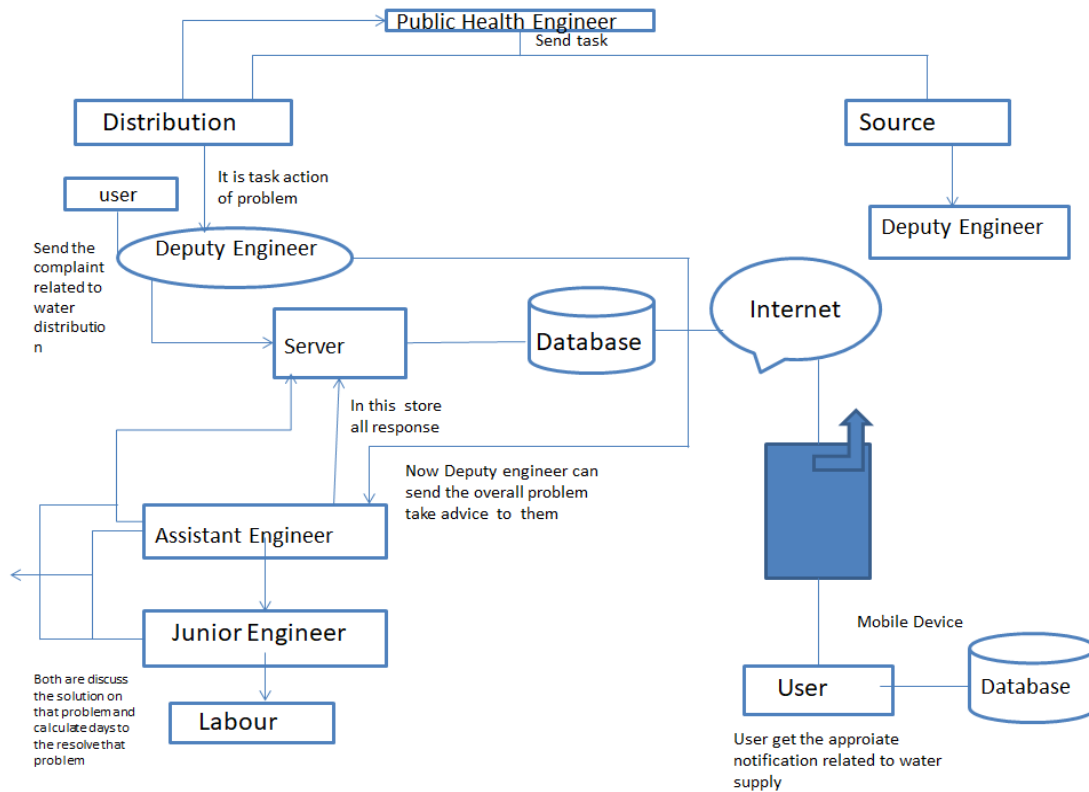 Public Health Engineer
Send task
Distribution
Source
It is task action
of problem
user
Deputy Engineer
Deputy Engineer
Send the
complaint
related to
water
distributio
n
Internet
Database
Server
In this store
all response
Now Deputy engineer can
send the overall problem
take advice to them
Assistant Engineer
Junior Engineer
Mobile Device
Both are discuss
the solution on
that problem and
calculate days to
the resolve that
problem
Labour
User
Database
User get the approiate
notification related to water
supply